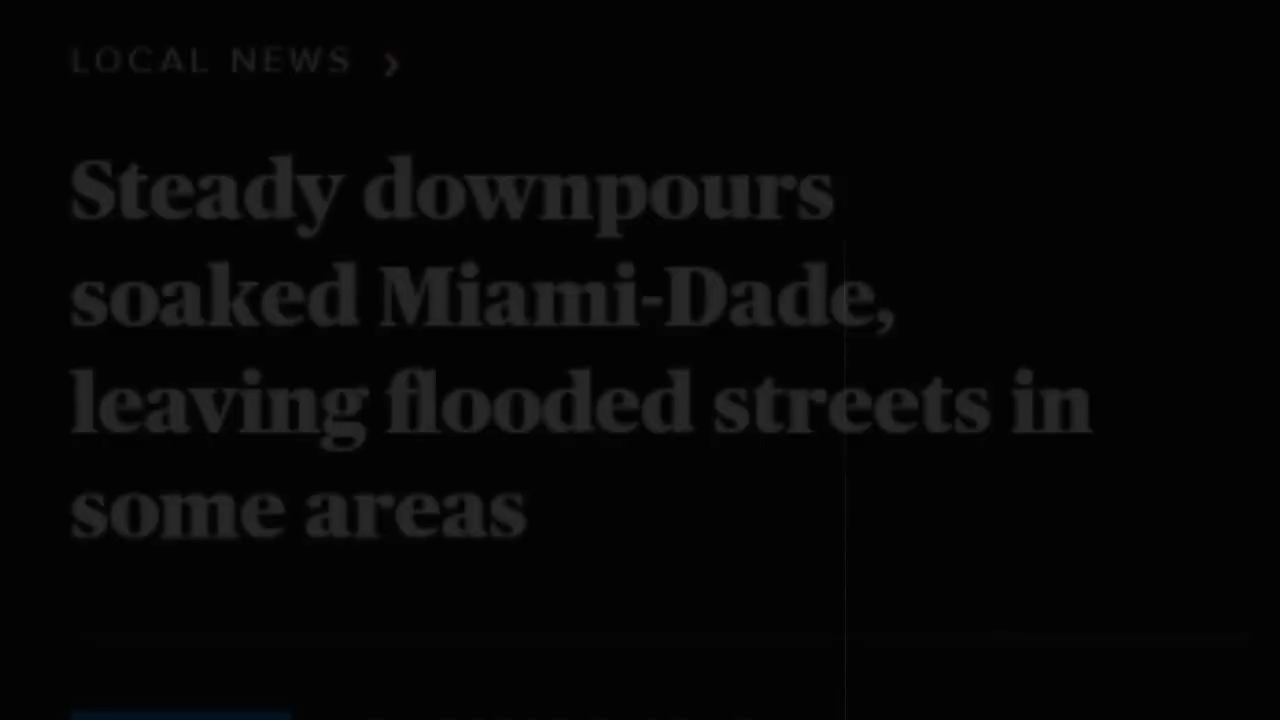 LOCAL NEWS >
Steady downpours
soaked Miami-Dade,
leaving flooded streets in
some areas